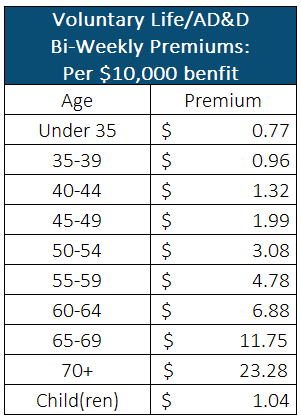 Voluntary Life/AD&D
Bi-Weekly Premiums:
Per $10,000 benfit
Age Premium
Under 35 $ 0.77
35-39 $ 0.96
40-44 $ 1.32
45-49 $ 1.99
50-54 $ 3.08
55-59 $ 4.78
60-64 $ 6.88
65-69 $ 11.75
70+ $ 23.28
Child(ren) $ 1.04